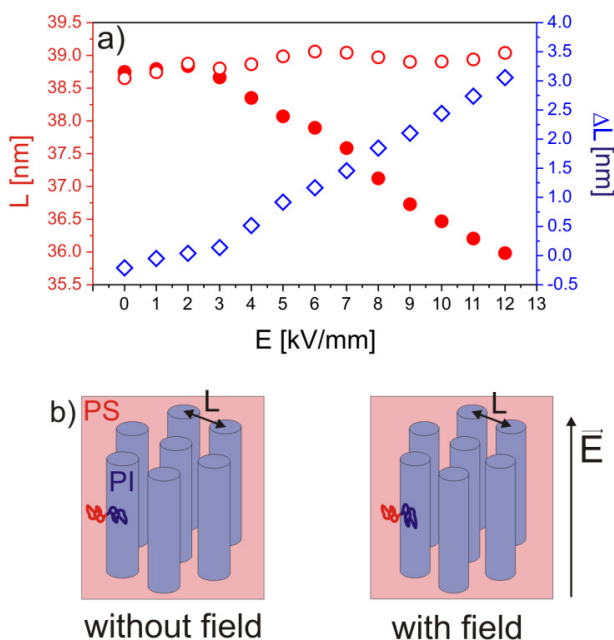 a)
39.5
39.0
38.5
38.0
37.5
37.0
36.5
36.0
35.5
L [nm]
4.0
3.5
3.0
2.5
2.0
1.5
1.0
0.5
0.0
-0.5
ΔL [nm]
0 1 2 3 4 5 6 7 8 9 10 11 12 13
E [kV/mm]
b)
PS
L
PI
without field
L
E
with field